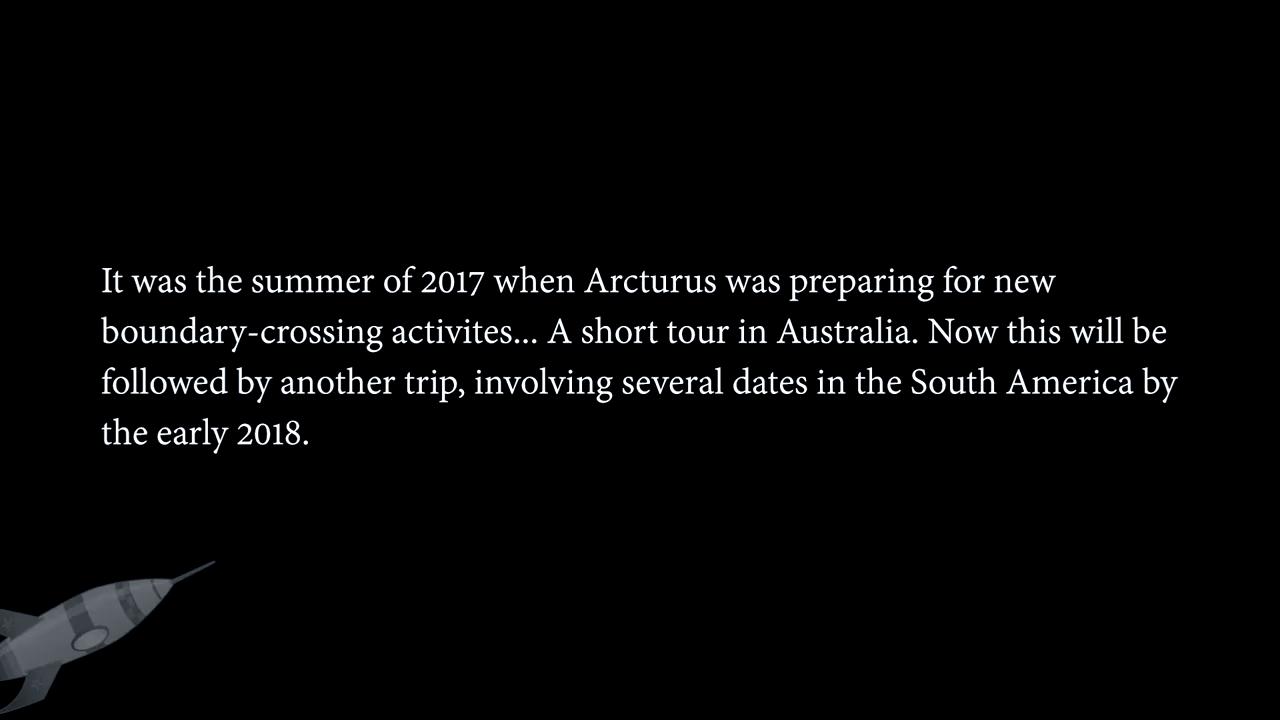 It was the summer of 2017 when Arcturus was preparing for new
boundary-crossing activites... A short tour in Australia. Now this will be
followed by another trip, involving several dates in the South America by
the early 2018.